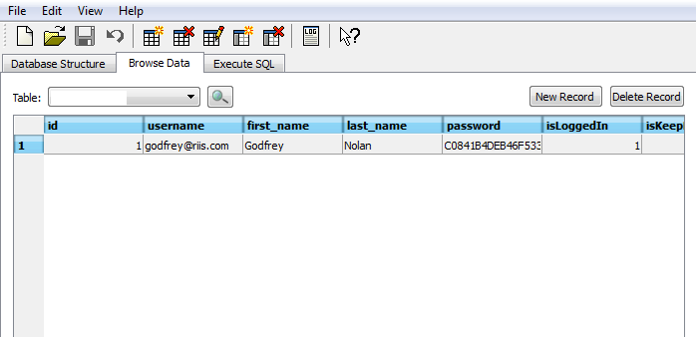 File Edit View Help
LOG
Database Structure Browse Data Execute SQL
Table: New Record Delete Record
id username first_name last_name password isLoggedIn isKeepl
1 1 godfrey@riis.com Godfrey Nolan C0841B4DEB46F533 1